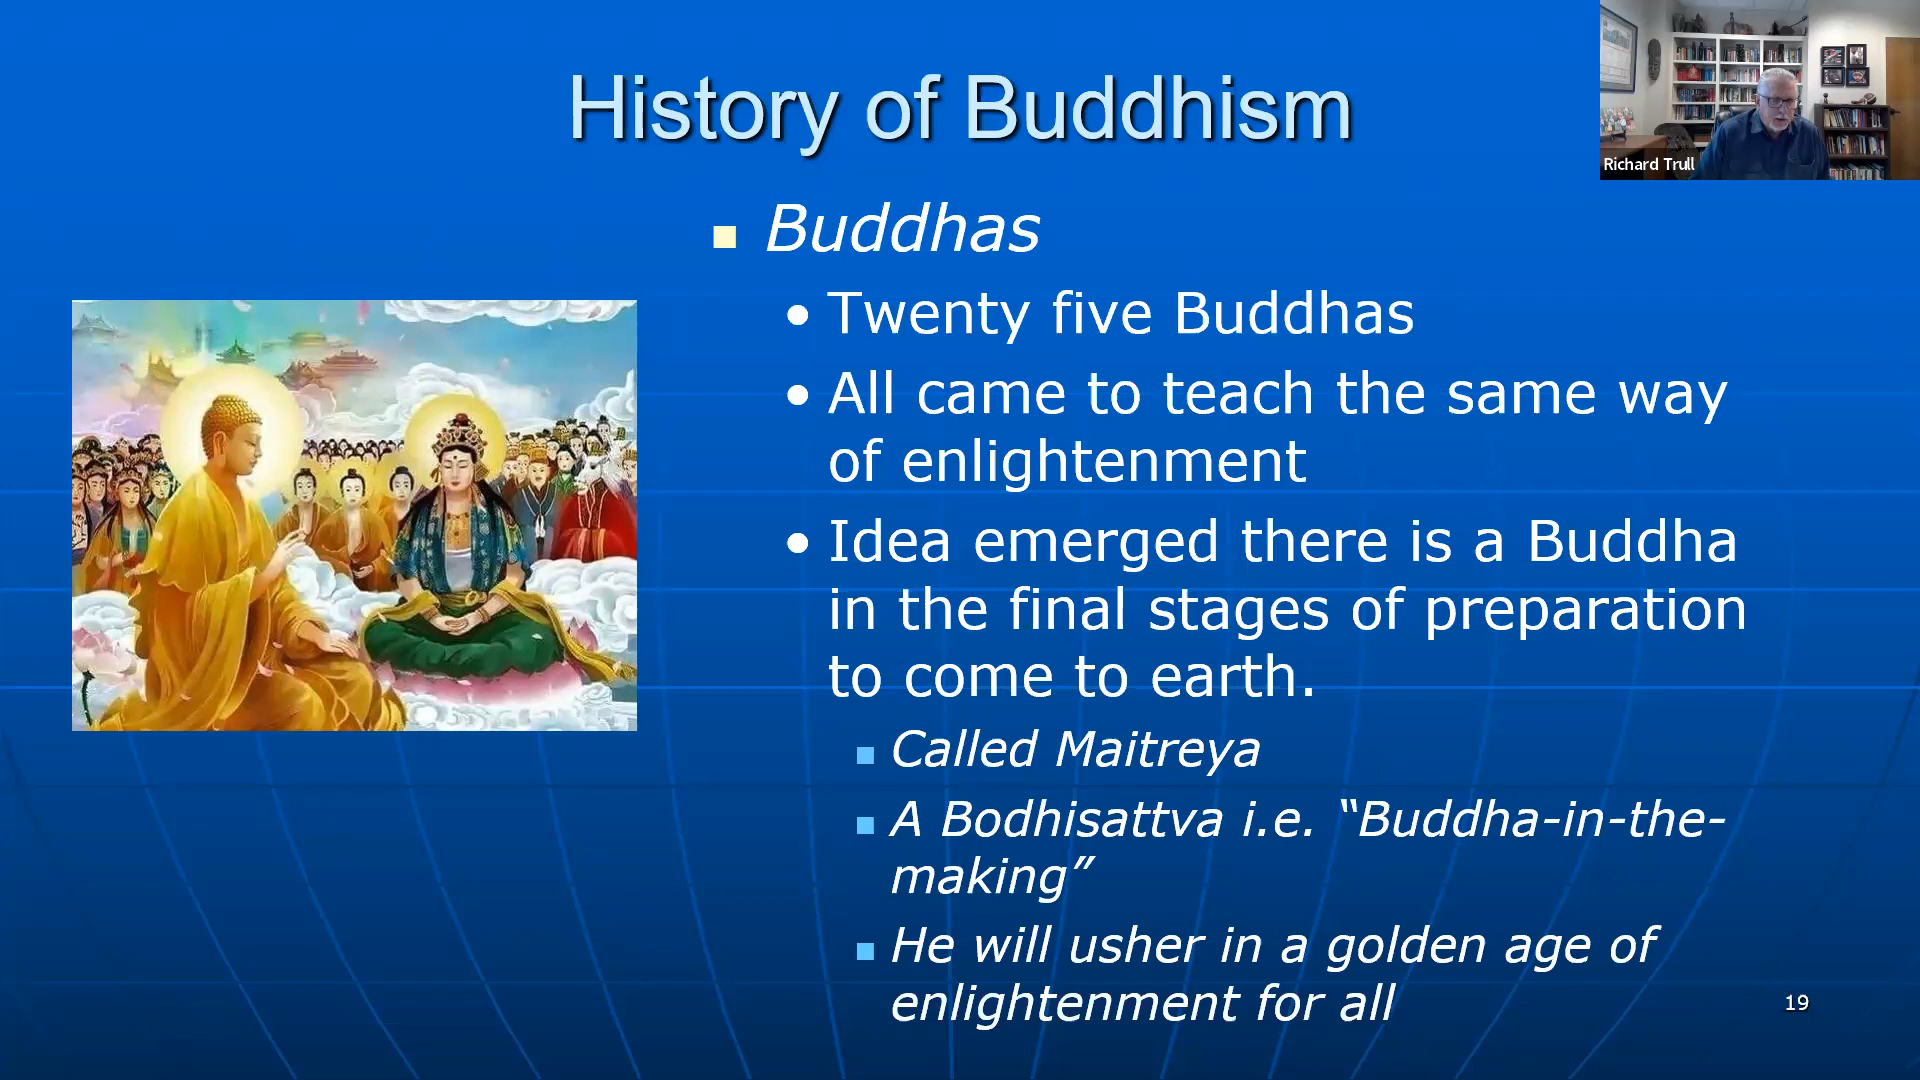 History of Buddhism
Richard Trull
Buddhas
Twenty five Buddhas
All came to teach the same way
of enlightenment
Idea emerged there is a Buddha
in the final stages of preparation
to come to earth.
Called Maitreya
A Bodhisattva i.e. “Buddha-in-the-
making”
He will usher in a golden age of
enlightenment for all
19